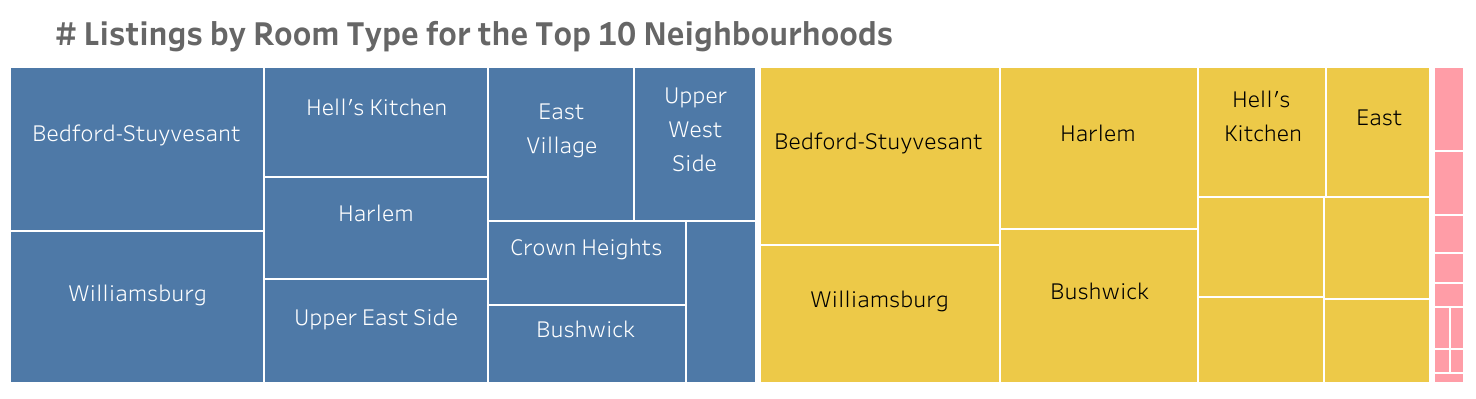 # Listings by Room Type for the Top 10 Neighbourhoods
Bedford-Stuyvesant
Williamsburg
Hell's Kitchen
Harlem
Upper East Side
East
Village
Upper
West
Side
Crown Heights
Bushwick
Bedford-Stuyvesant
Williamsburg
Harlem
Bushwick
Hell's
Kitchen
East